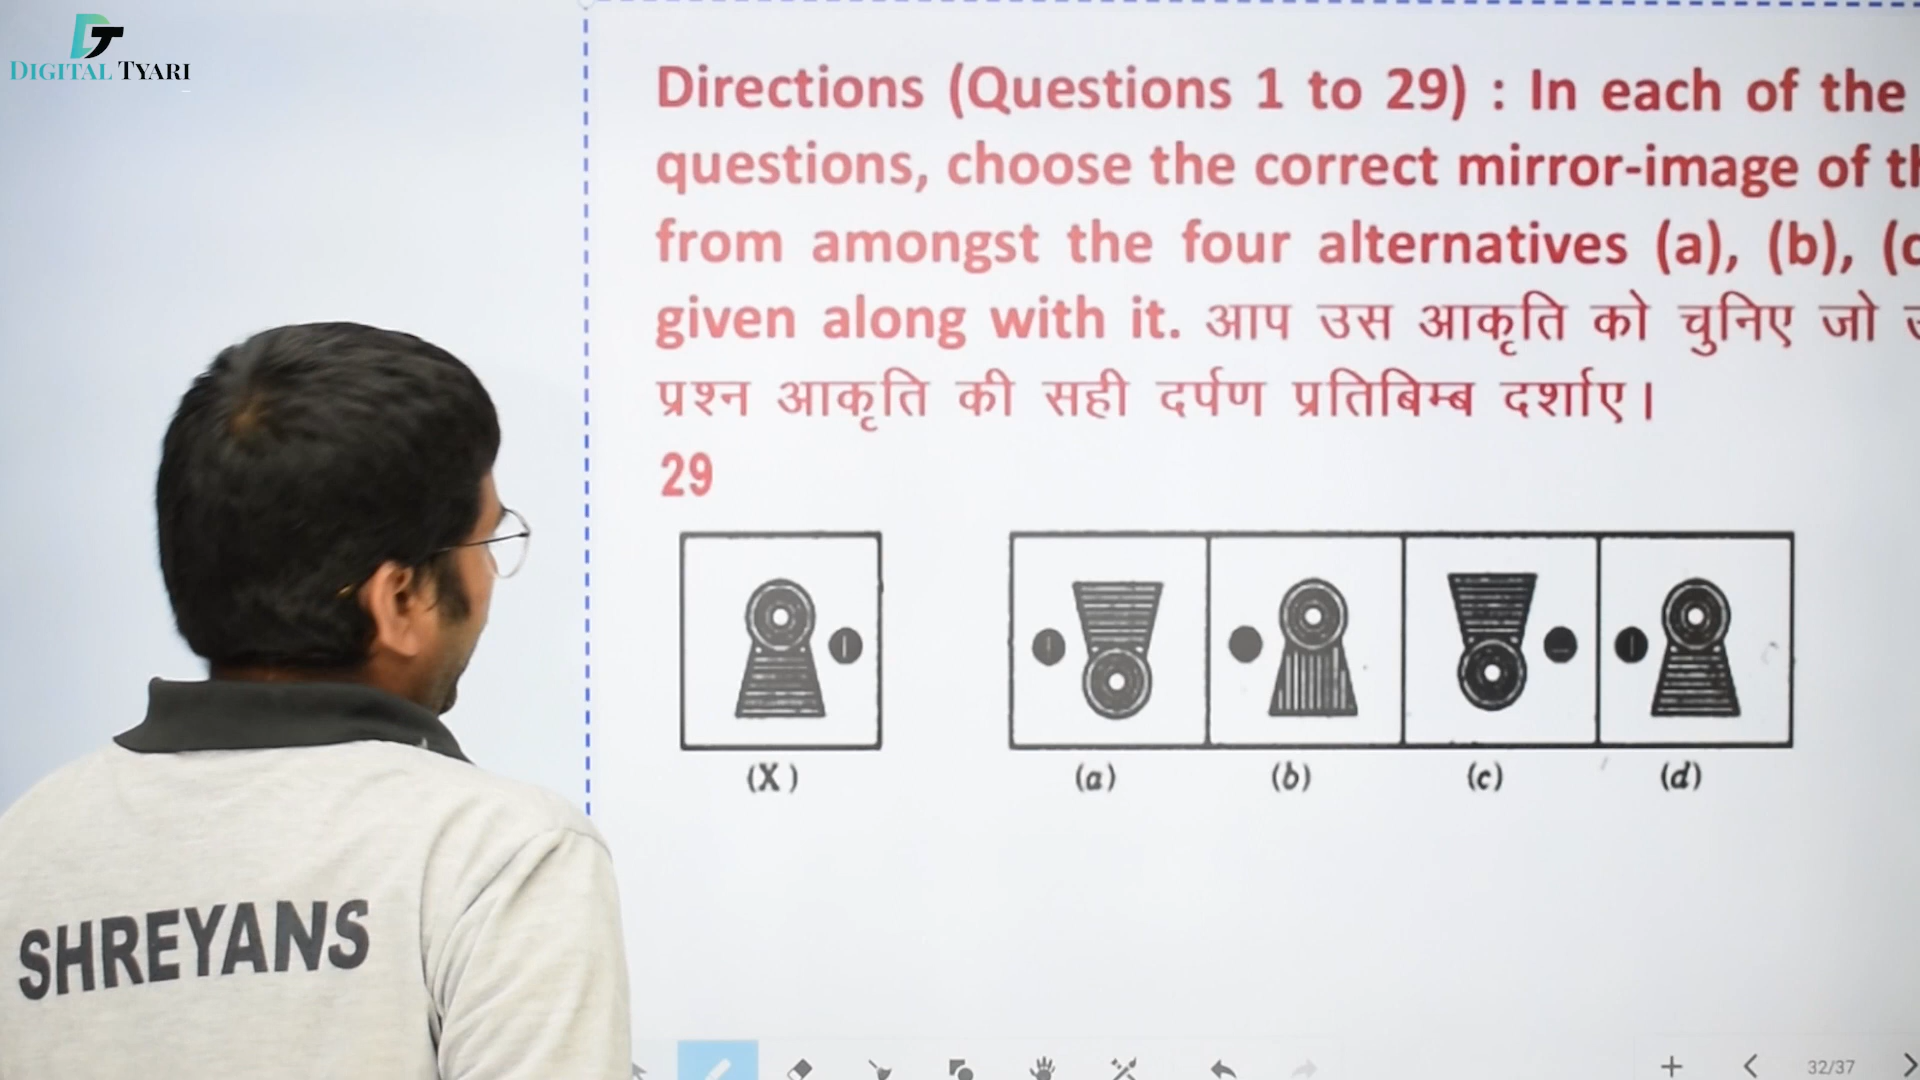 DT
DIGITAL TYARI
Directions (Questions 1 to 29) : In each of the
questions, choose the correct mirror-image of
from amongst the four alternatives (a), (b),
given along with it. आप उस आकृति को चुनिए जो
प्रश्न आकृति की सही दर्पण प्रतिबिम्ब दर्शाए।
29
(X) (a) (b) (c) (d)
SHREYANS
32/37